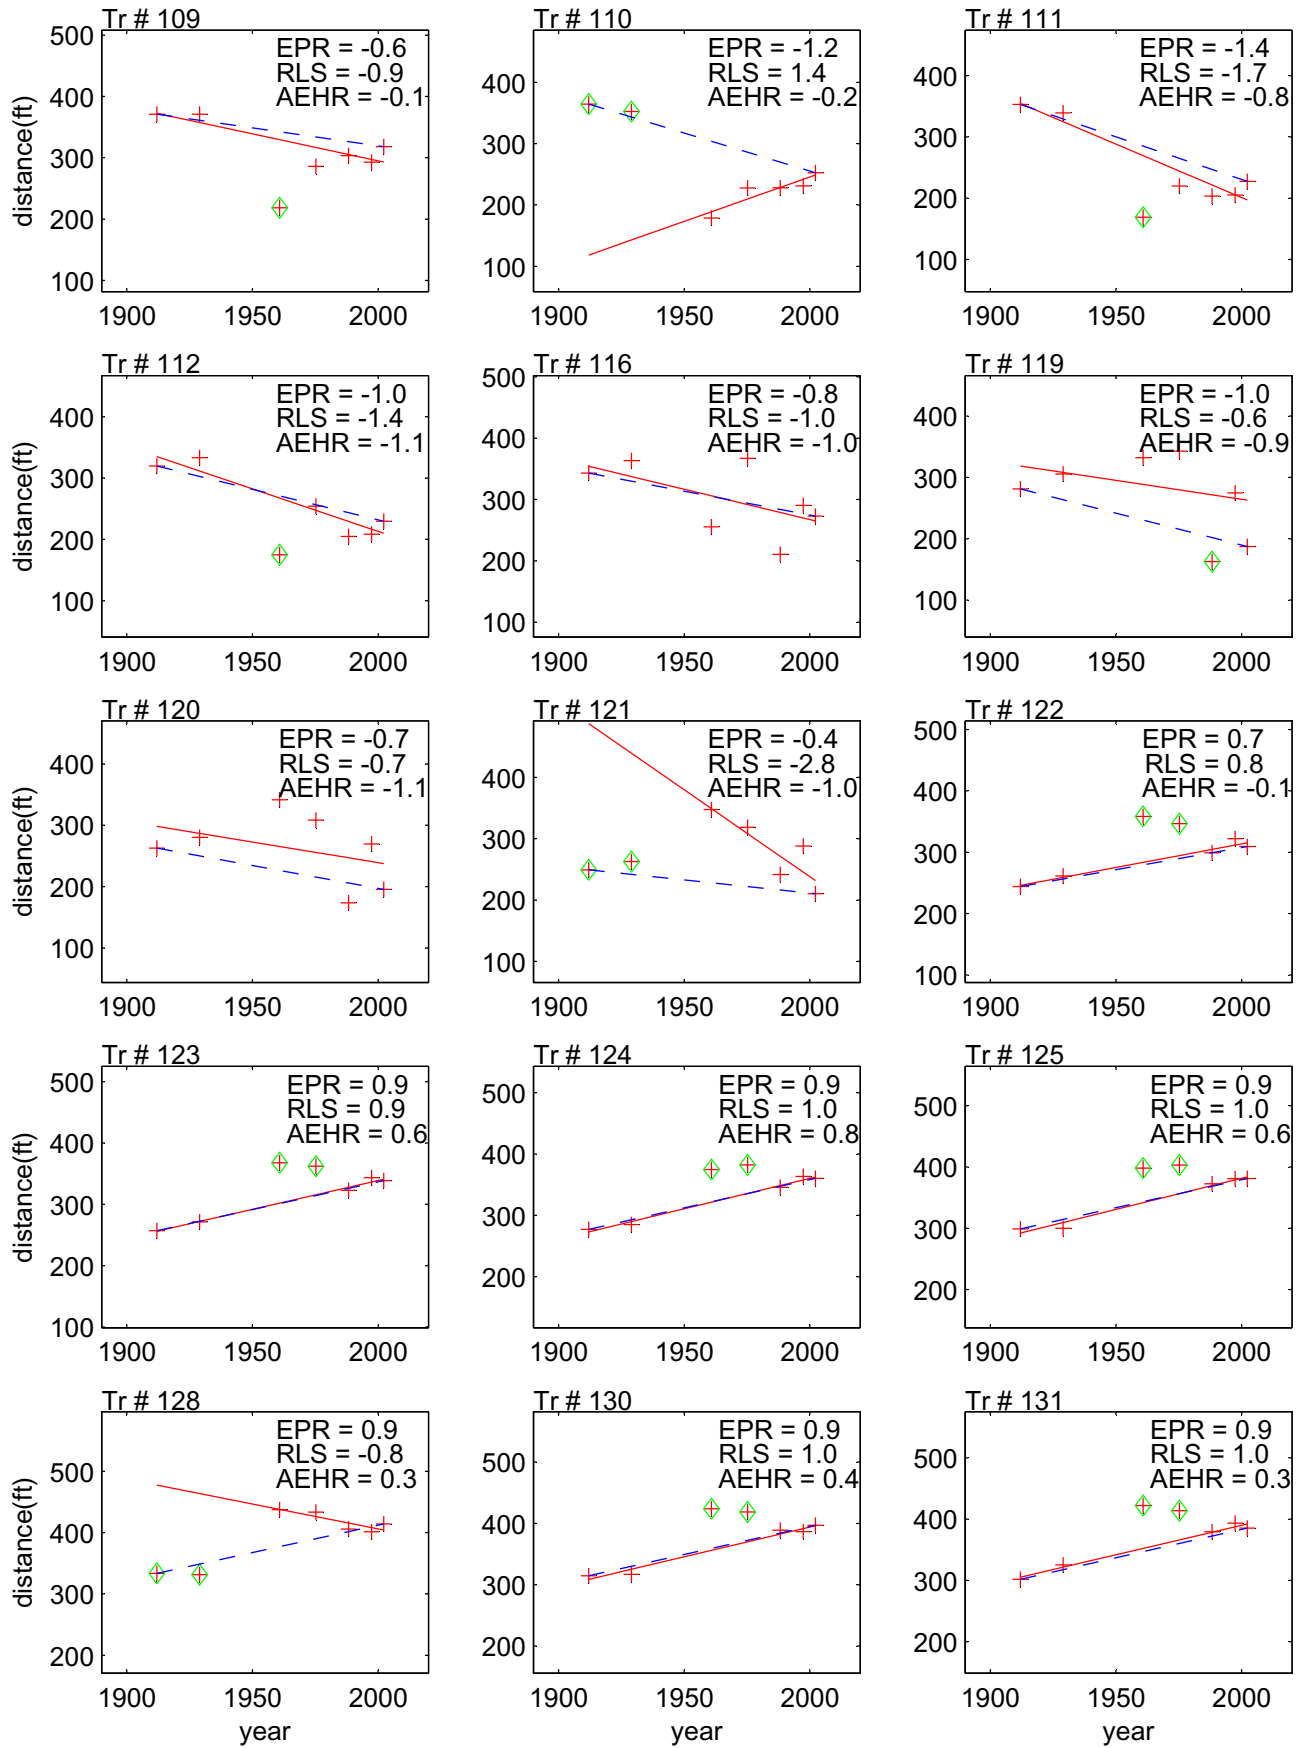 Tr # 109
EPR = -0.6
RLS = -0.9
AEHR = -0.1
500
400
300
200
100
distance(ft)
1900 1950 2000
Tr # 110
EPR = -1.2
RLS = 1.4
AEHR = -0.2
400
300
200
100
1900 1950 2000
Tr # 111
EPR = -1.4
RLS = -1.7
AEHR = -0.8
400
300
200
100
1900 1950 2000
Tr # 112
EPR = -1.0
RLS = -1.4
AEHR = -1.1
400
300
200
100
distance(ft)
1900 1950 2000
Tr # 116
EPR = -0.8
RLS = -1.0
AEHR = -1.0
500
400
300
200
100
1900 1950 2000
Tr # 119
EPR = -1.0
RLS = -0.6
AEHR = -0.9
400
300
200
100
1900 1950 2000
Tr # 120
EPR = -0.7
RLS = -0.7
AEHR = -1.1
400
300
200
100
distance(ft)
1900 1950 2000
Tr # 121
EPR = -0.4
RLS = -2.8
AEHR = -1.0
400
300
200
100
1900 1950 2000
Tr # 122
EPR = 0.7
RLS = 0.8
AEHR = -0.1
500
400
300
200
100
1900 1950 2000
Tr # 123
EPR = 0.9
RLS = 0.9
AEHR = 0.6
500
400
300
200
100
distance(ft)
1900 1950 2000
Tr # 124
EPR = 0.9
RLS = 1.0
AEHR = 0.8
500
400
300
200
1900 1950 2000
Tr # 125
EPR = 0.9
RLS = 1.0
AEHR = 0.6
500
400
300
200
1900 1950 2000
Tr # 128
EPR = 0.9
RLS = -0.8
AEHR = 0.3
500
400
300
200
distance(ft)
1900 1950 2000
year
Tr # 130
EPR = 0.9
RLS = 1.0
AEHR = 0.4
500
400
300
200
1900 1950 2000
year
Tr # 131
EPR = 0.9
RLS = 1.0
AEHR = 0.3
500
400
300
200
1900 1950 2000
year